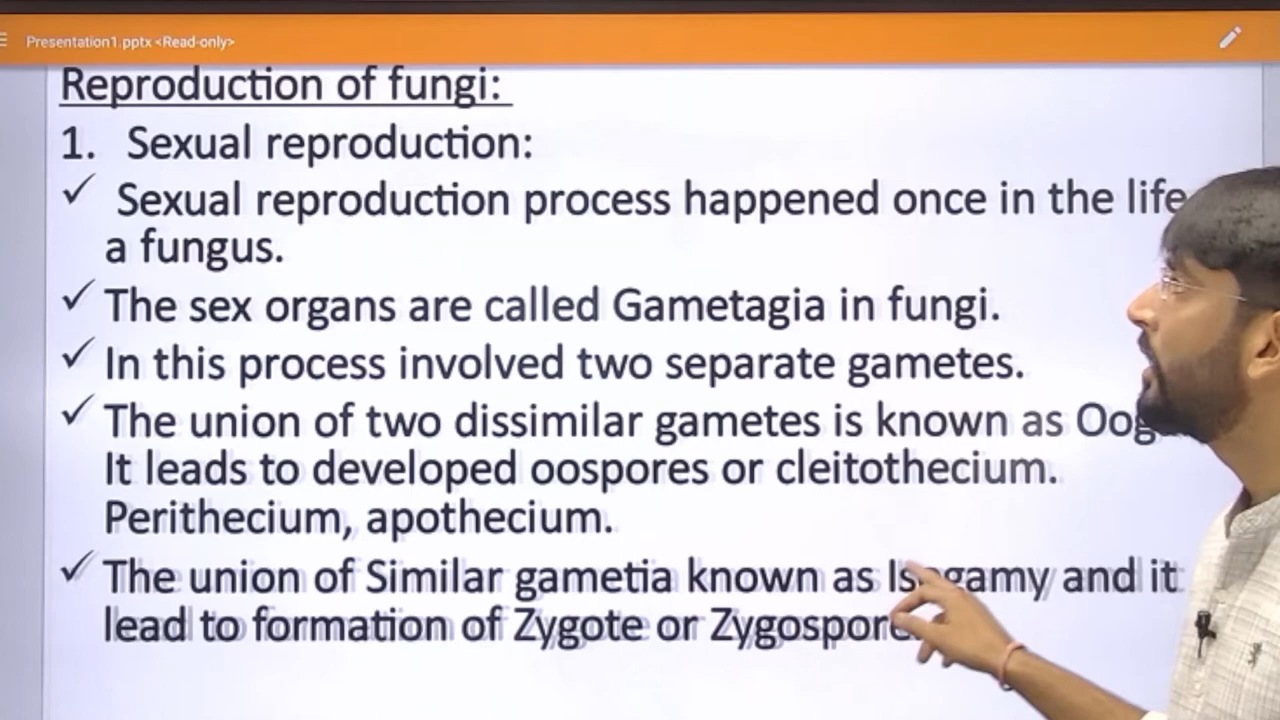 Presentation1.pptx <Read-only>
Reproduction of fungi:
1. Sexual reproduction:
✓ Sexual reproduction process happened once in the life
a fungus.
✓ The sex organs are called Gametagia in fungi.
✓ In this process involved two separate gametes.
✓ The union of two dissimilar gametes is known as
It leads to developed oospores or cleitothecium.
Perithecium, apothecium.
✓ The union of Similar gametia known as Isogamy and it
lead to formation of Zygote or Zygospore.